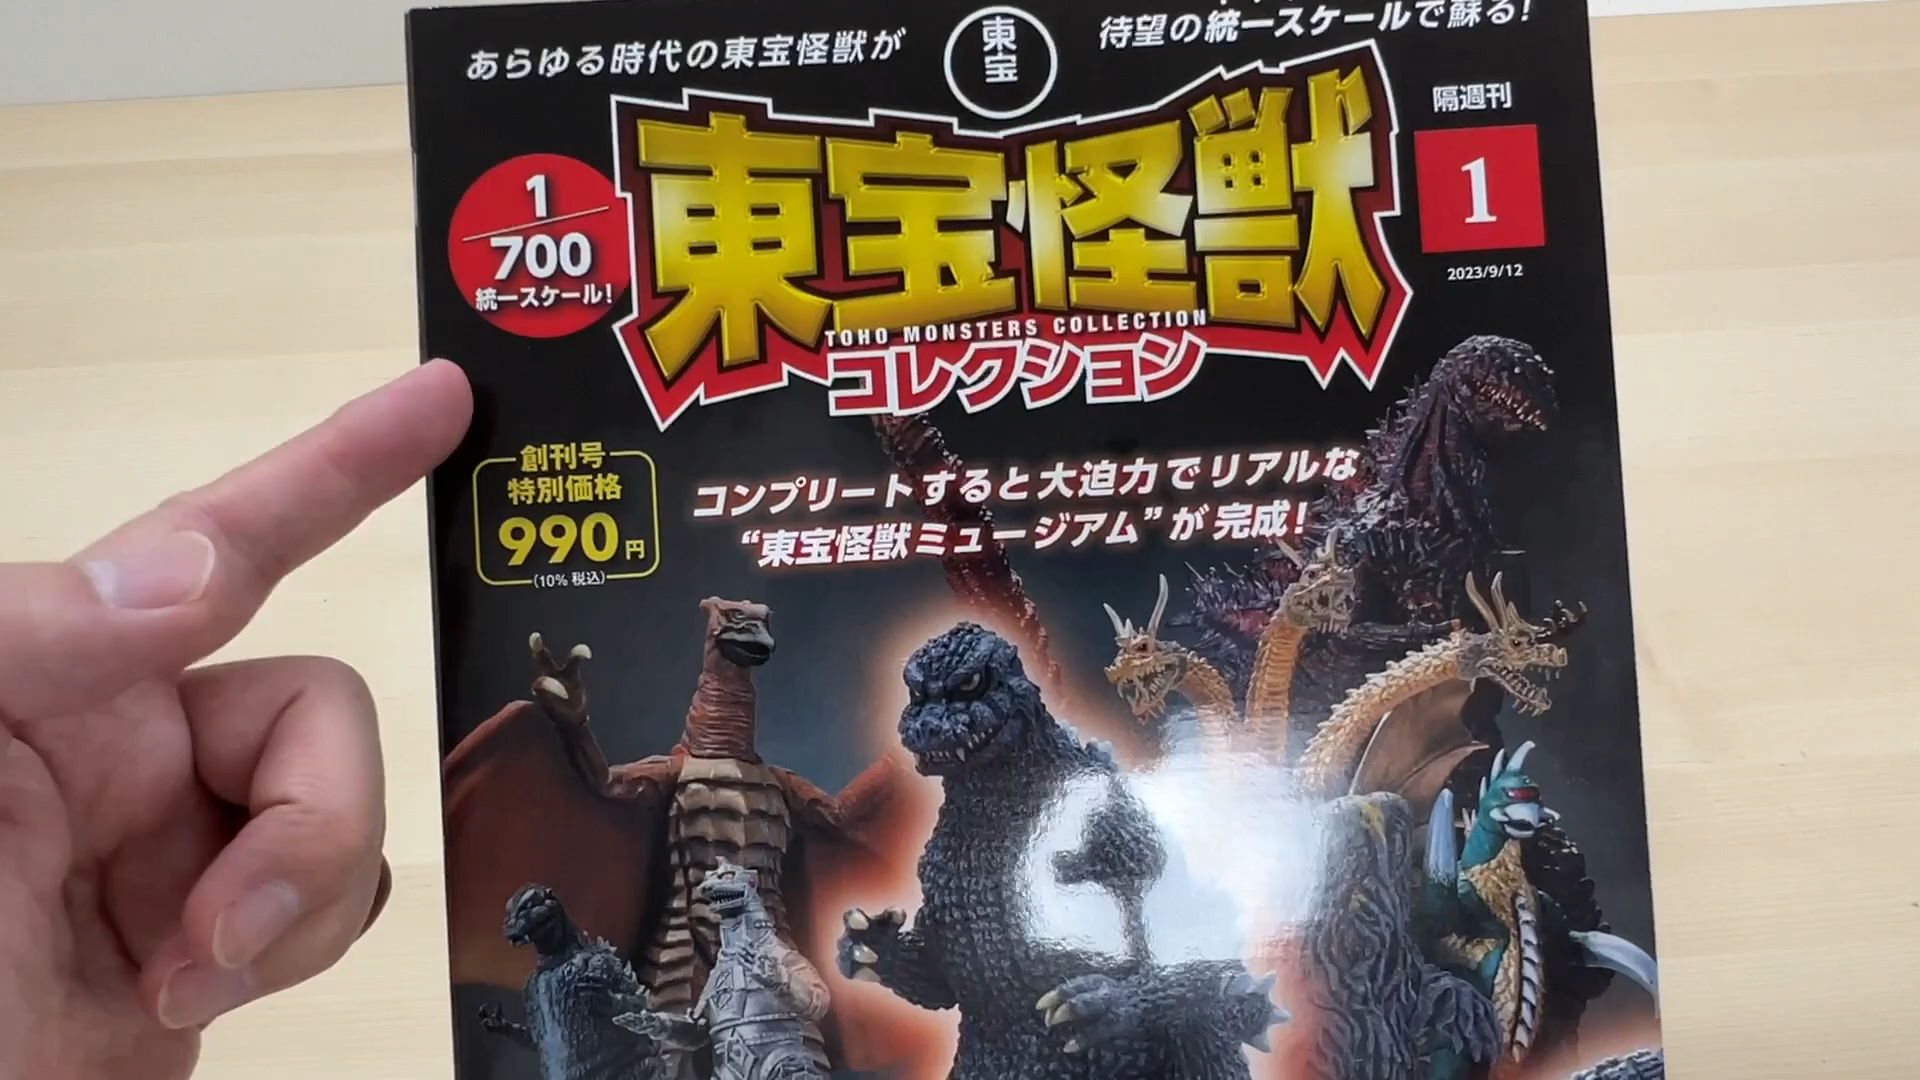 あらゆる時代の東宝怪獣が
東宝
待望の統一スケールで蘇る!
隔週刊
1
2023/9/12
1/700
統一スケール!
東宝怪獣
TOHO MONSTERS COLLECTION
コレクション
創刊号
特別価格
990円
(10% 税込)
コンプリートすると大迫力でリアルな
“東宝怪獣ミュージアム”が完成!